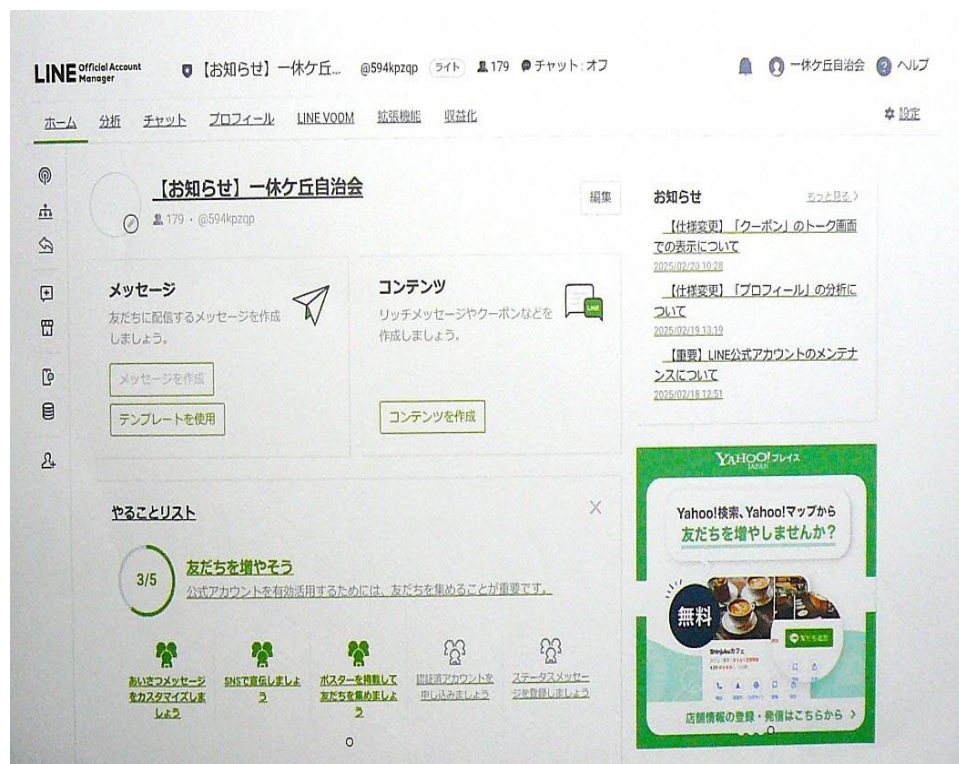 LINE Official Account Manager
【お知らせ】一休ケ丘... @594kpzqp ライト 179 チャット：オフ
一休ケ丘自治会 ヘルプ
ホーム 分析 チャット プロフィール LINE VOOM 拡張機能 収益化
設定
【お知らせ】一休ケ丘自治会
179・@594kpzqp
編集
メッセージ
友だちに配信するメッセージを作成
しましょう。
メッセージを作成
テンプレートを使用
コンテンツ
リッチメッセージやクーポンなどを
作成しましょう。
LINE
コンテンツを作成
やることリスト
3/5
友だちを増やそう
公式アカウントを有効活用するためには、友だちを集めることが重要です。
あいさつメッセージ
をカスタマイズしま
しょう
SNSで宣伝しましょ
う
ポスターを掲載して
友だちを集めましょ
う
認証済アカウントを
申し込みましょう
ステータスメッセー
ジを登録しましょう
お知らせ もっと見る
【仕様変更】「クーポン」のトーク画面
での表示について
2025/02/20 10:28
【仕様変更】「プロフィール」の分析に
ついて
2025/02/19 13:19
【重要】LINE公式アカウントのメンテナ
ンスについて
2025/02/18 12:51
YAHOO! プレイス
JAPAN
Yahoo!検索、Yahoo!マップから
友だちを増やしませんか？
無料
Shinjukuカフェ
友だち追加
店舗情報の登録・発信はこちらから